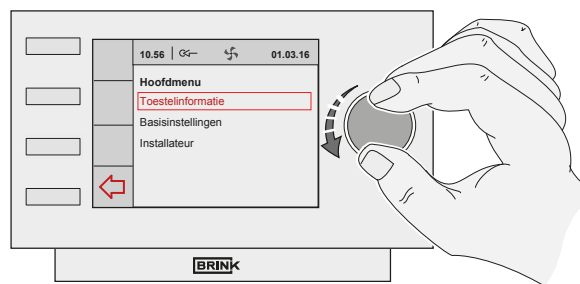 10.56 01.03.16
Hoofdmenu
Toestelinformatie
Basisinstellingen
Installateur
BRINK